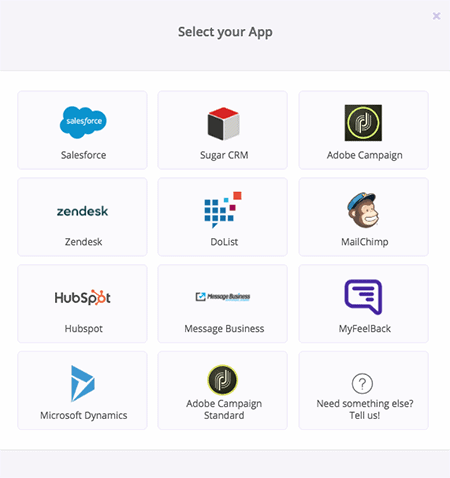 Select your App
salesforce
Salesforce
Sugar CRM
Adobe Campaign
zendesk
Zendesk
DoList
MailChimp
HubSpot
Hubspot
Message Business
Message Business
MyFeelBack
Microsoft Dynamics
Adobe Campaign
Standard
Need something else?
Tell us!